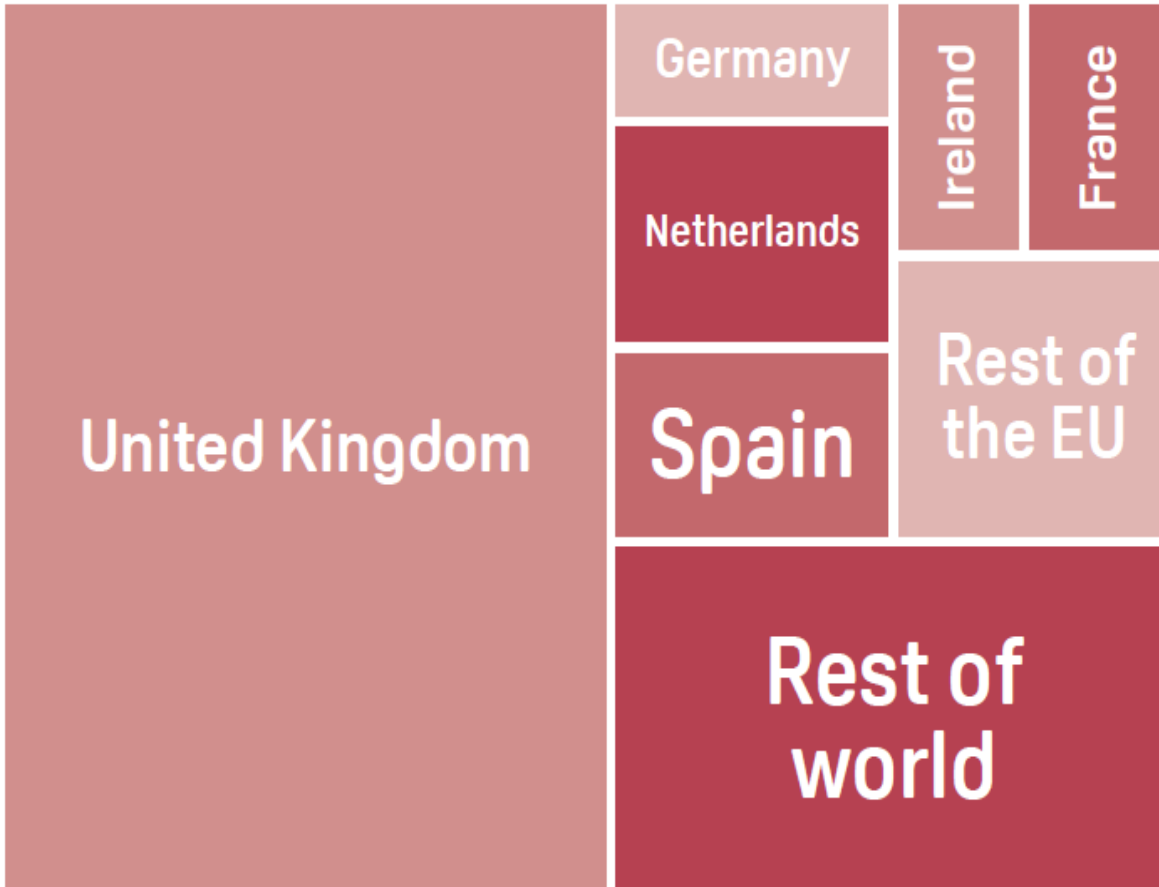 United Kingdom
Germany
Netherlands
Spain
Ireland
France
Rest of
the EU
Rest of
world